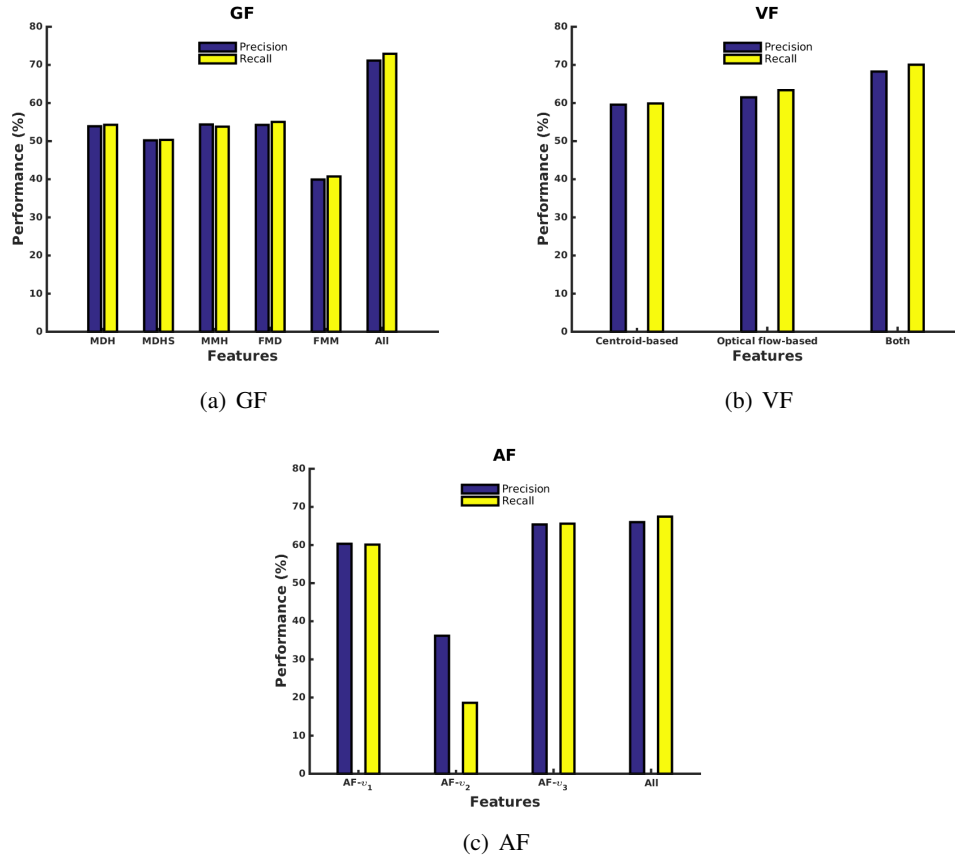 GF
Precision
Recall
Performance (%)
80
70
60
50
40
30
20
10
0
MDH MDHS MMH FMD FMM All
Features
(a) GF
VF
Precision
Recall
Performance (%)
80
70
60
50
40
30
20
10
0
Centroid-based Optical flow-based Both
Features
(b) VF
AF
Precision
Recall
Performance (%)
80
70
60
50
40
30
20
10
0
AF-υ₁ AF-υ₂ AF-υ₃ All
Features
(c) AF